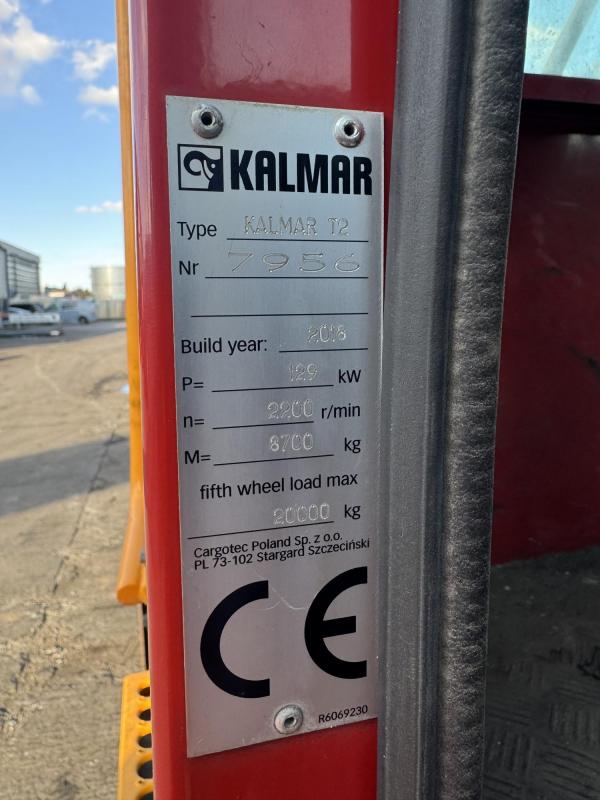 KALMAR
Type KALMAR T2
Nr 7956
Build year: 2018
P= 129 kW
n= 2200 r/min
M= 8700 kg
fifth wheel load max
20000 kg
Cargotec Poland Sp. z o.o.
PL 73-102 Stargard Szczeciński
CE
R6069230